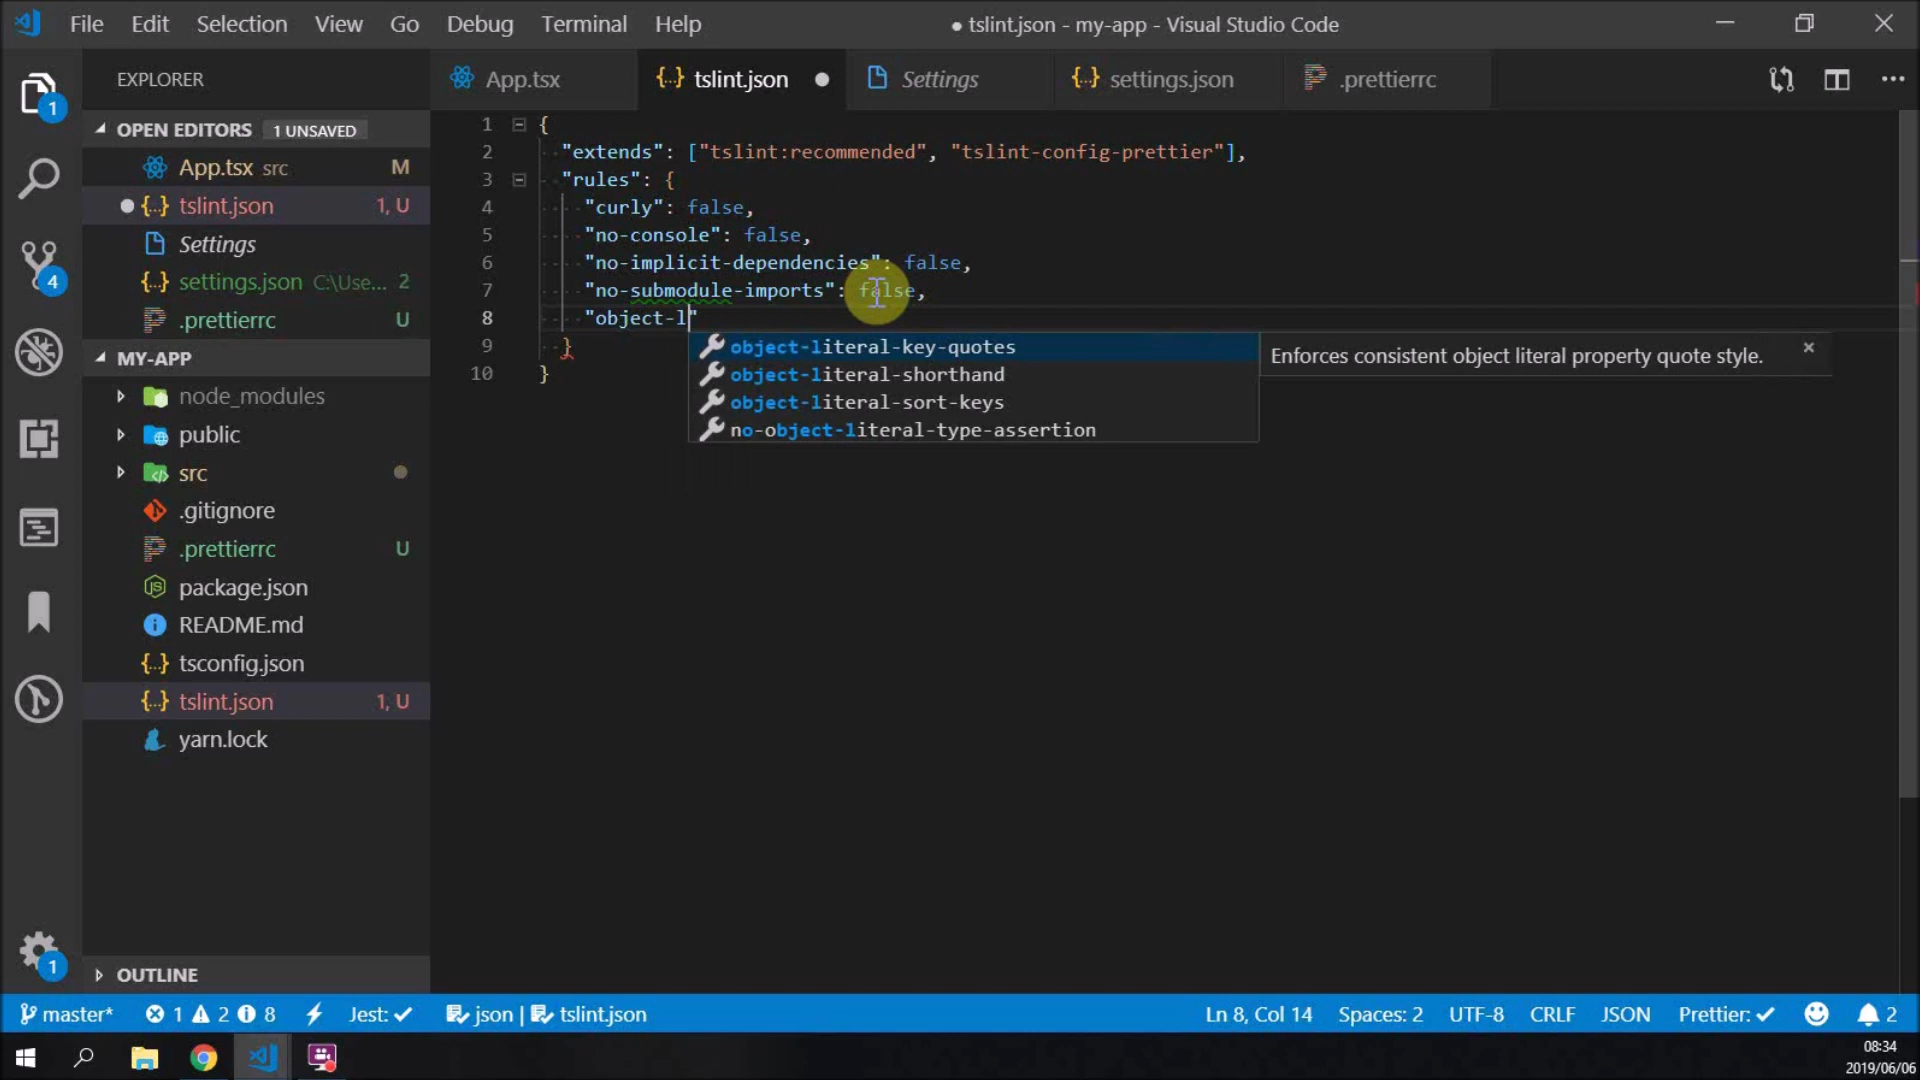 File Edit Selection View Go Debug Terminal Help
● tslint.json - my-app - Visual Studio Code
EXPLORER
App.tsx
{..} tslint.json ●
Settings
{..} settings.json
.prettierrc
OPEN EDITORS 1 UNSAVED
App.tsx src M
{..} tslint.json 1, U
Settings
{..} settings.json C:\Use... 2
.prettierrc U
MY-APP
node_modules
public
src
.gitignore
.prettierrc U
package.json
README.md
tsconfig.json
tslint.json 1, U
yarn.lock
OUTLINE
1 {
2 "extends": ["tslint:recommended", "tslint-config-prettier"],
3 "rules": {
4 "curly": false,
5 "no-console": false,
6 "no-implicit-dependencies": false,
7 "no-submodule-imports": false,
8 "object-l"
9 }
10 }
object-literal-key-quotes
object-literal-shorthand
object-literal-sort-keys
no-object-literal-type-assertion
Enforces consistent object literal property quote style.
1
4
1
master* 1 2 8 Jest: json | tslint.json Ln 8, Col 14 Spaces: 2 UTF-8 CRLF JSON Prettier: 2
08:34
2019/06/06